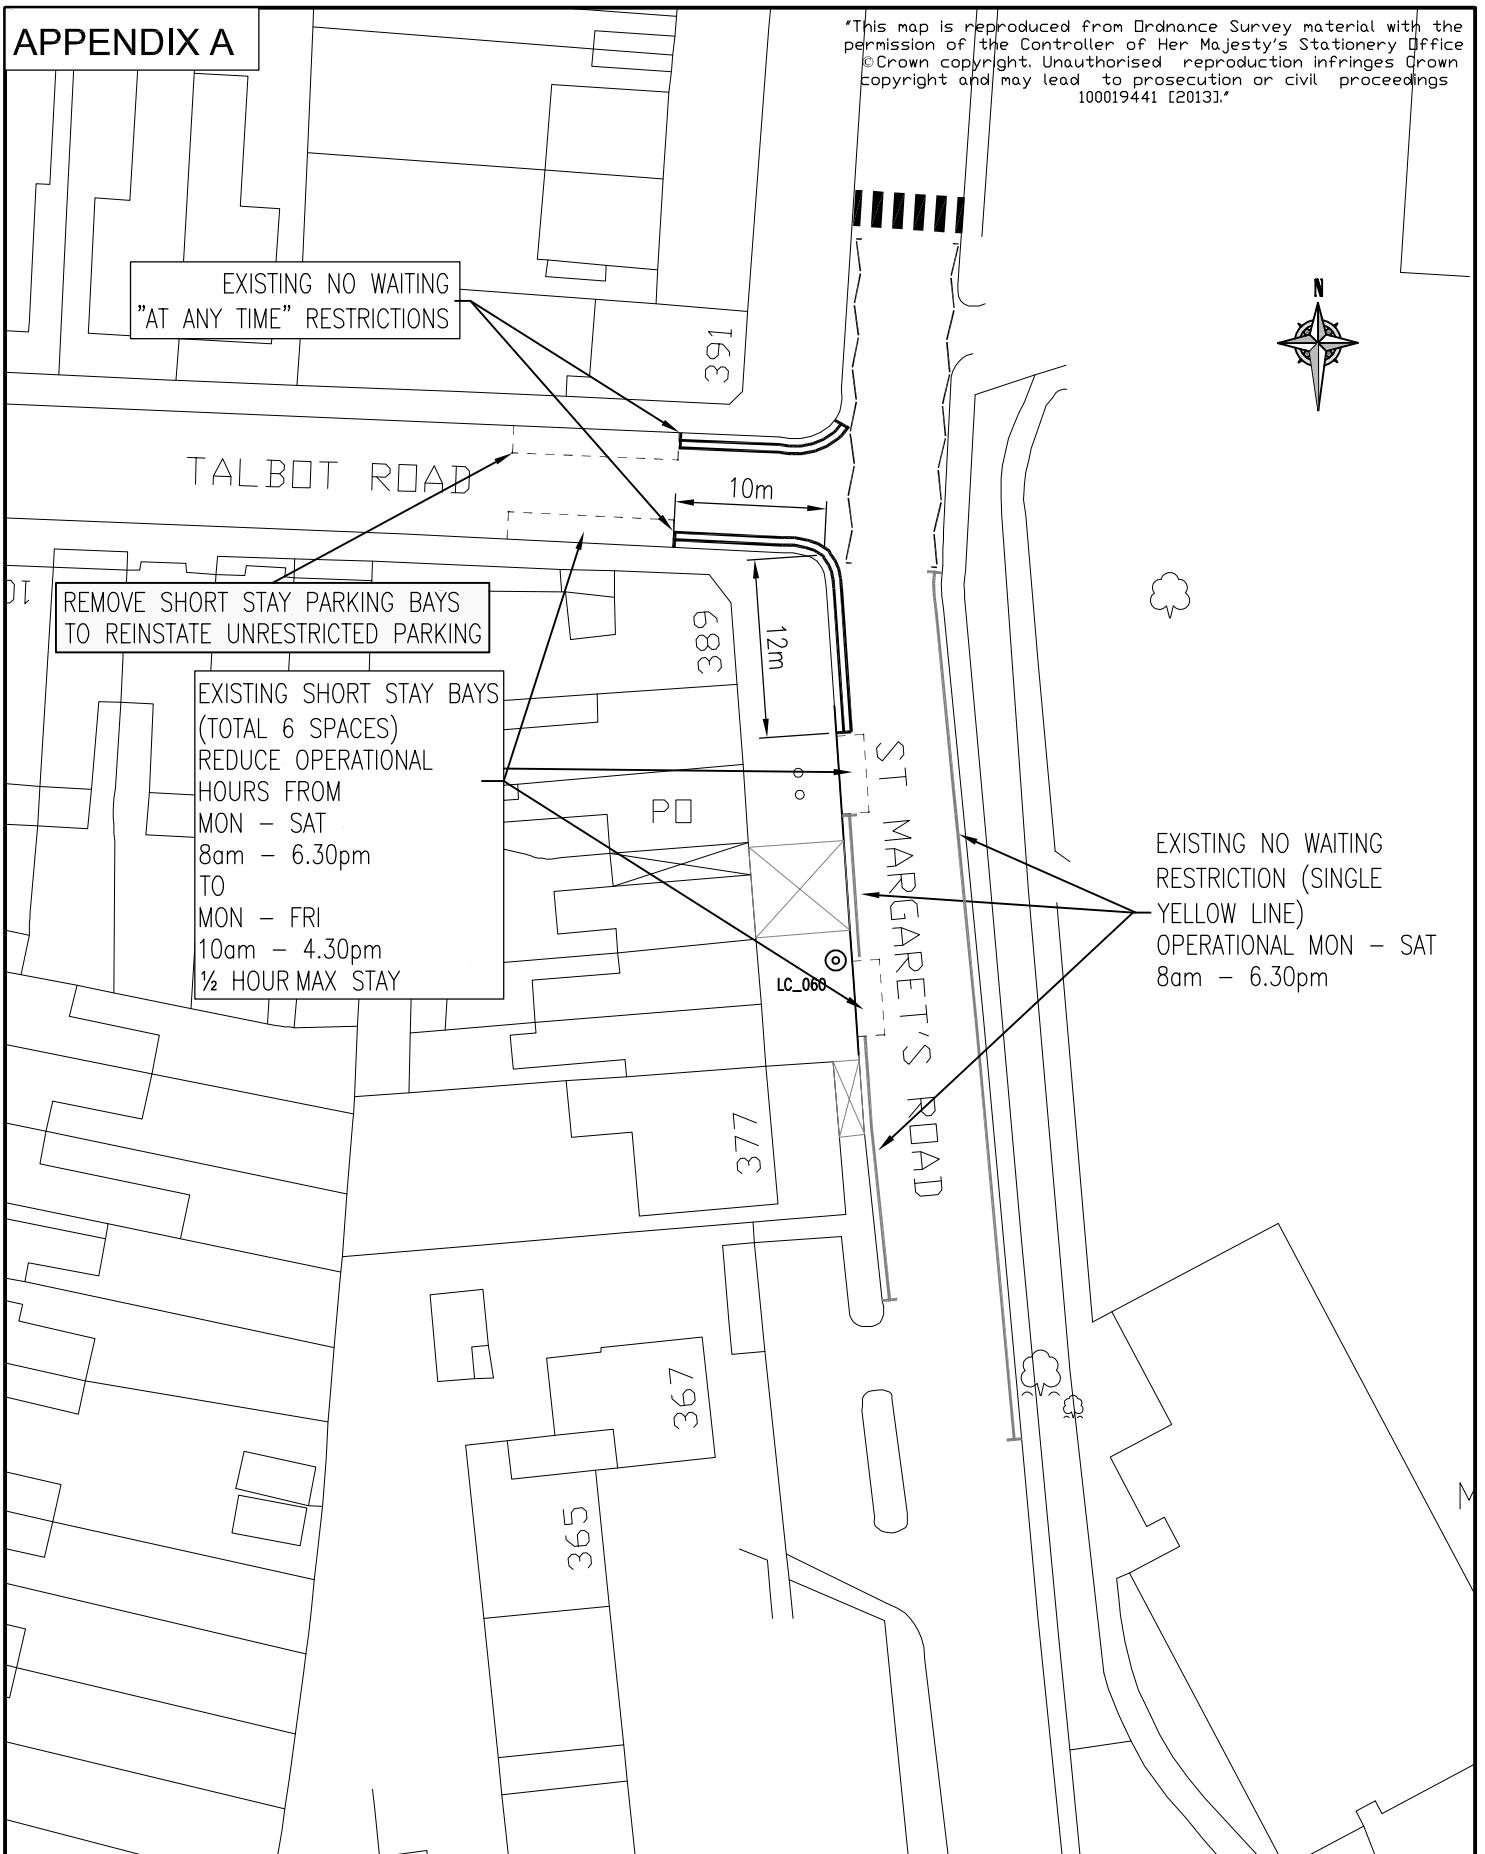 APPENDIX A
"This map is reproduced from Ordnance Survey material with the
permission of the Controller of Her Majesty's Stationery Office
© Crown copyright. Unauthorised reproduction infringes Crown
copyright and may lead to prosecution or civil proceedings
100019441 [2013]."
N
EXISTING NO WAITING
"AT ANY TIME" RESTRICTIONS
391
TALBOT ROAD
10m
REMOVE SHORT STAY PARKING BAYS
TO REINSTATE UNRESTRICTED PARKING
389
12m
EXISTING SHORT STAY BAYS
(TOTAL 6 SPACES)
REDUCE OPERATIONAL
HOURS FROM
MON - SAT
8am - 6.30pm
TO
MON - FRI
10am - 4.30pm
½ HOUR MAX STAY
PO
LC_060
ST MARGARET'S ROAD
EXISTING NO WAITING
RESTRICTION (SINGLE
YELLOW LINE)
OPERATIONAL MON - SAT
8am - 6.30pm
377
367
365